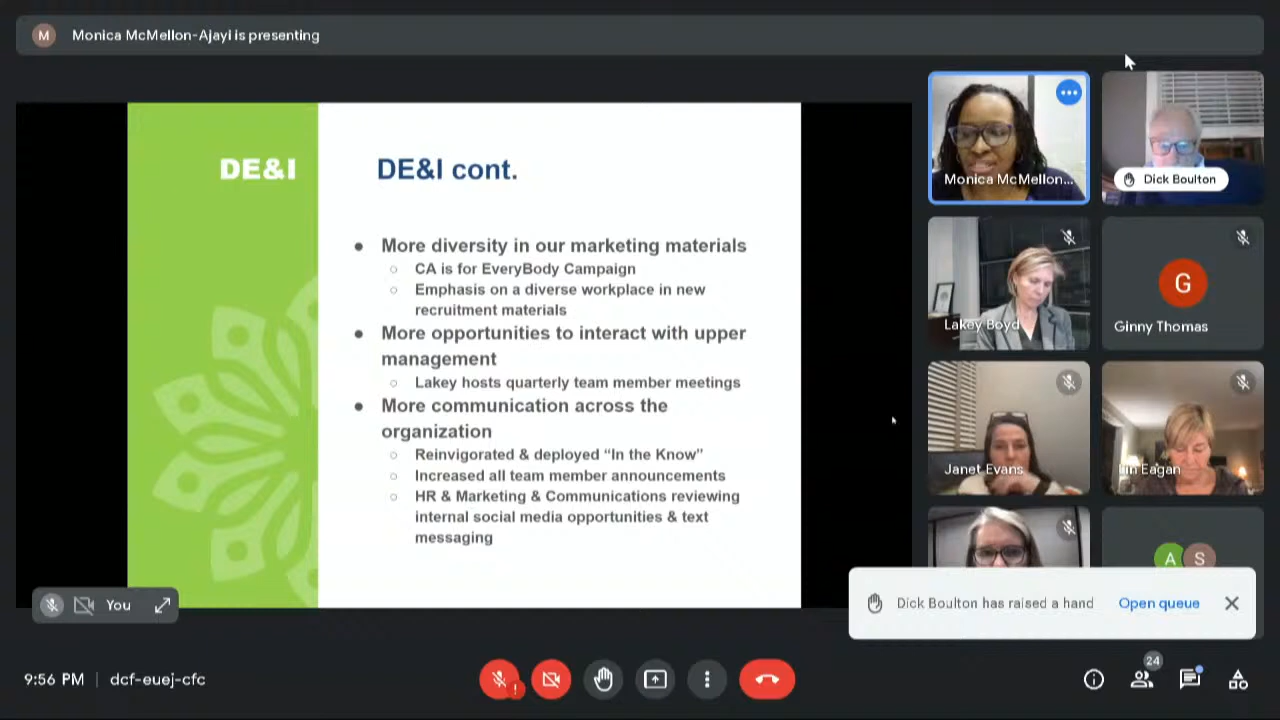 M
Monica McMellon-Ajayi is presenting
DE&I
DE&I cont.
● More diversity in our marketing materials
○ CA is for EveryBody Campaign
○ Emphasis on a diverse workplace in new
recruitment materials
● More opportunities to interact with upper
management
○ Lakey hosts quarterly team member meetings
● More communication across the
organization
○ Reinvigorated & deployed “In the Know”
○ Increased all team member announcements
○ HR & Marketing & Communications reviewing
internal social media opportunities & text
messaging
Monica McMellon...
Dick Boulton
Lakey Boyd
G
Ginny Thomas
Janet Evans
Lin Eagan
A
S
You
Dick Boulton has raised a hand
Open queue
9:56 PM | dcf-euej-cfc
!
24